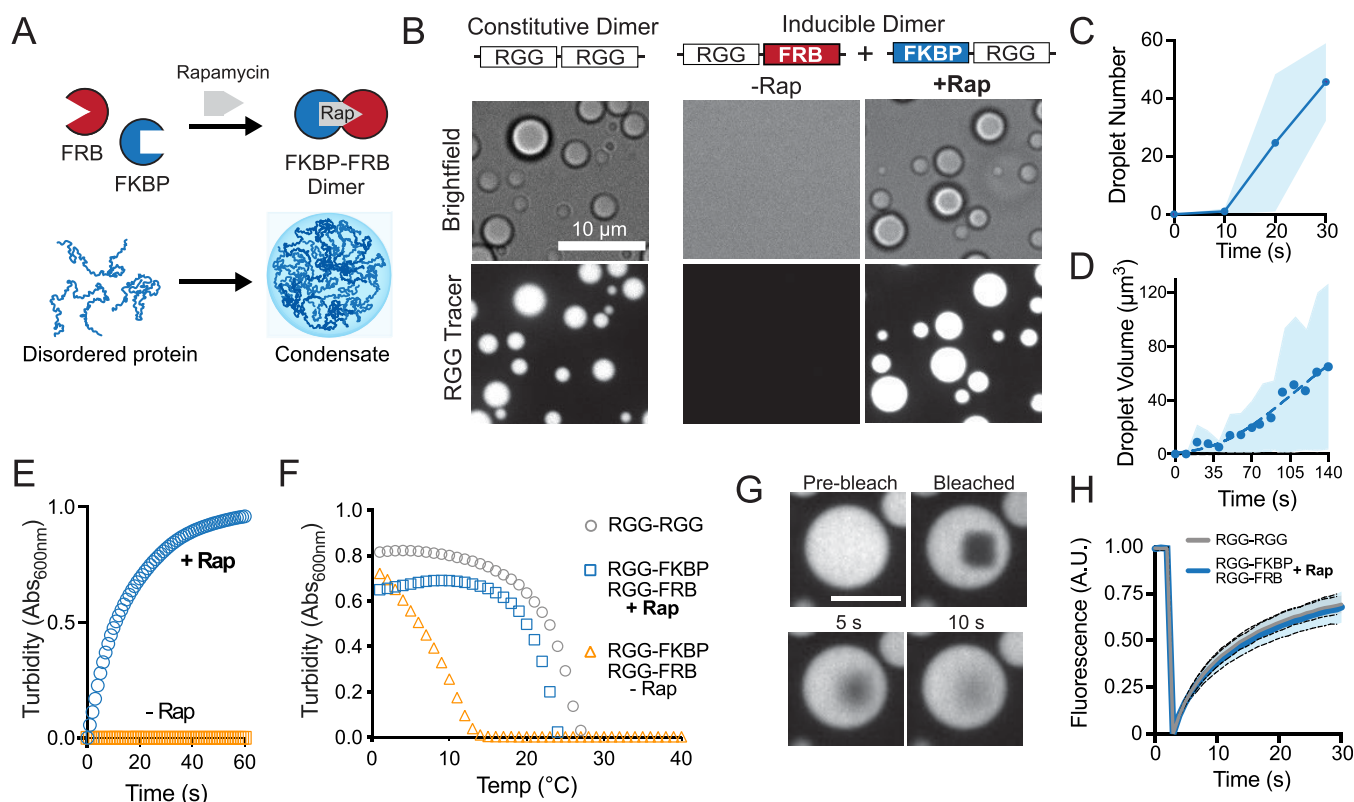 A
Rapamycin
FRB
FKBP
Rap
FKBP-FRB
Dimer
Disordered protein
Condensate
B
Constitutive Dimer
RGG RGG
Inducible Dimer
RGG FRB + FKBP RGG
-Rap
+Rap
Brightfield
10 µm
RGG Tracer
C
Droplet Number
60
40
20
0
0 10 20 30
Time (s)
D
Droplet Volume (µm³)
120
80
40
0
0 35 70 105 140
Time (s)
E
Turbidity (Abs600nm)
1.0
0.5
0.0
+ Rap
- Rap
0 20 40 60
Time (s)
F
Turbidity (Abs600nm)
1.0
0.8
0.6
0.4
0.2
0.0
RGG-RGG
RGG-FKBP
RGG-FRB
+ Rap
RGG-FKBP
RGG-FRB
- Rap
0 10 20 30 40
Temp (°C)
G
Pre-bleach
Bleached
5 s
10 s
H
Fluorescence (A.U.)
1.00
0.75
0.50
0.25
0
RGG-RGG
RGG-FKBP
RGG-FRB + Rap
0 10 20 30
Time (s)